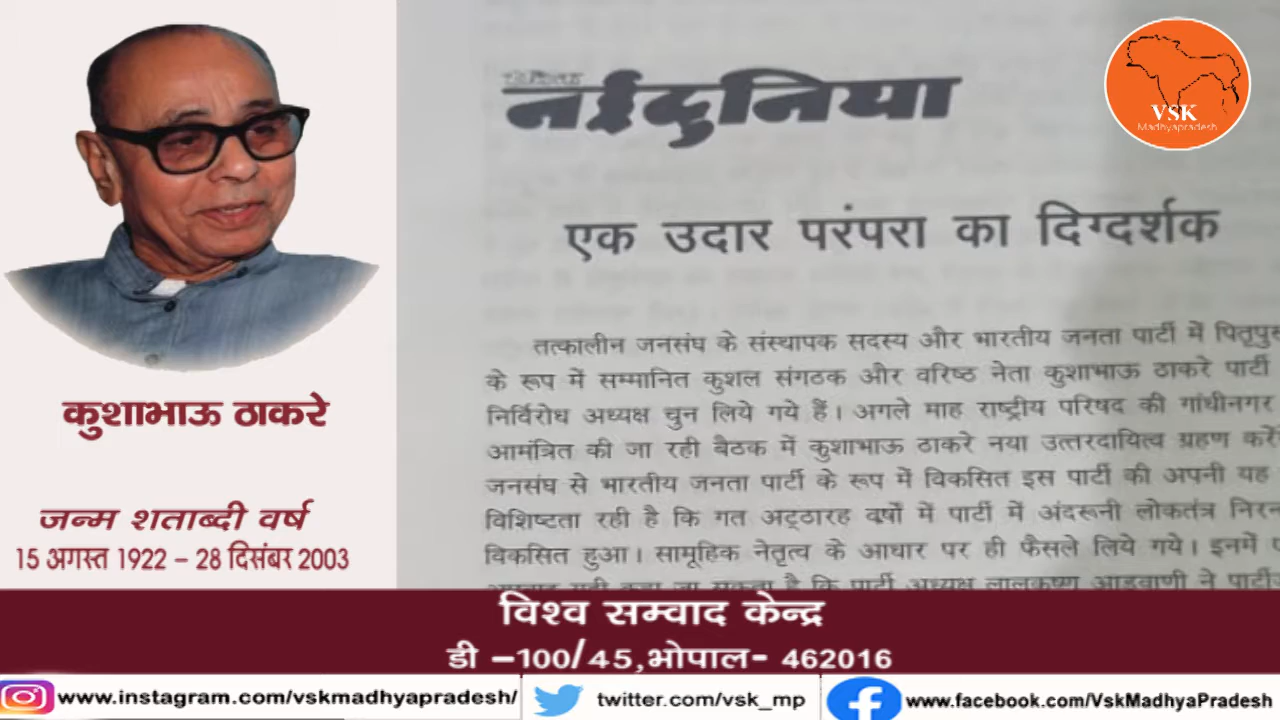 कुशाभाऊ ठाकरे
जन्म शताब्दी वर्ष
15 अगस्त 1922 – 28 दिसंबर 2003
नईदुनिया
एक उदार परंपरा का दिग्दर्शक
तत्कालीन जनसंघ के संस्थापक सदस्य और भारतीय जनता पार्टी में
के रूप में सम्मानित कुशल संगठक और वरिष्ठ नेता कुशाभाऊ ठाकरे पार्टी
निर्विरोध अध्यक्ष चुन लिये गये हैं। अगले माह राष्ट्रीय परिषद की गांधीनगर
आमंत्रित की जा रही बैठक में कुशाभाऊ ठाकरे नया उत्तरदायित्व ग्रहण
जनसंघ से भारतीय जनता पार्टी के रूप में विकसित इस पार्टी की अपनी यह
विशिष्टता रही है कि गत अट्ठारह वर्षों में पार्टी में अंदरूनी लोकतंत्र
विकसित हुआ। सामूहिक नेतृत्व के आधार पर ही फैसले लिये गये। इनमें
है कि पार्टी अध्यक्ष लालकृष्ण आडवाणी ने
VSK
Madhyapradesh
विश्व सम्वाद केन्द्र
डी –100/45,भोपाल- 462016
www.instagram.com/vskmadhyapradesh/
twitter.com/vsk_mp
www.facebook.com/VskMadhyaPradesh